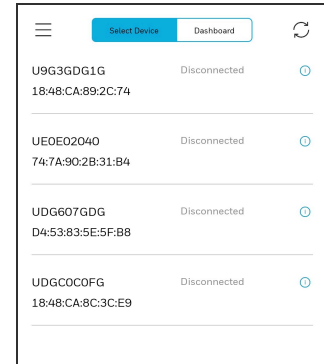 Select Device Dashboard
U9G3GDG1G Disconnected
18:48:CA:89:2C:74
UE0E02040 Disconnected
74:7A:90:2B:31:B4
UDG607GDG Disconnected
D4:53:83:5E:5F:B8
UDGC0C0FG Disconnected
18:48:CA:8C:3C:E9